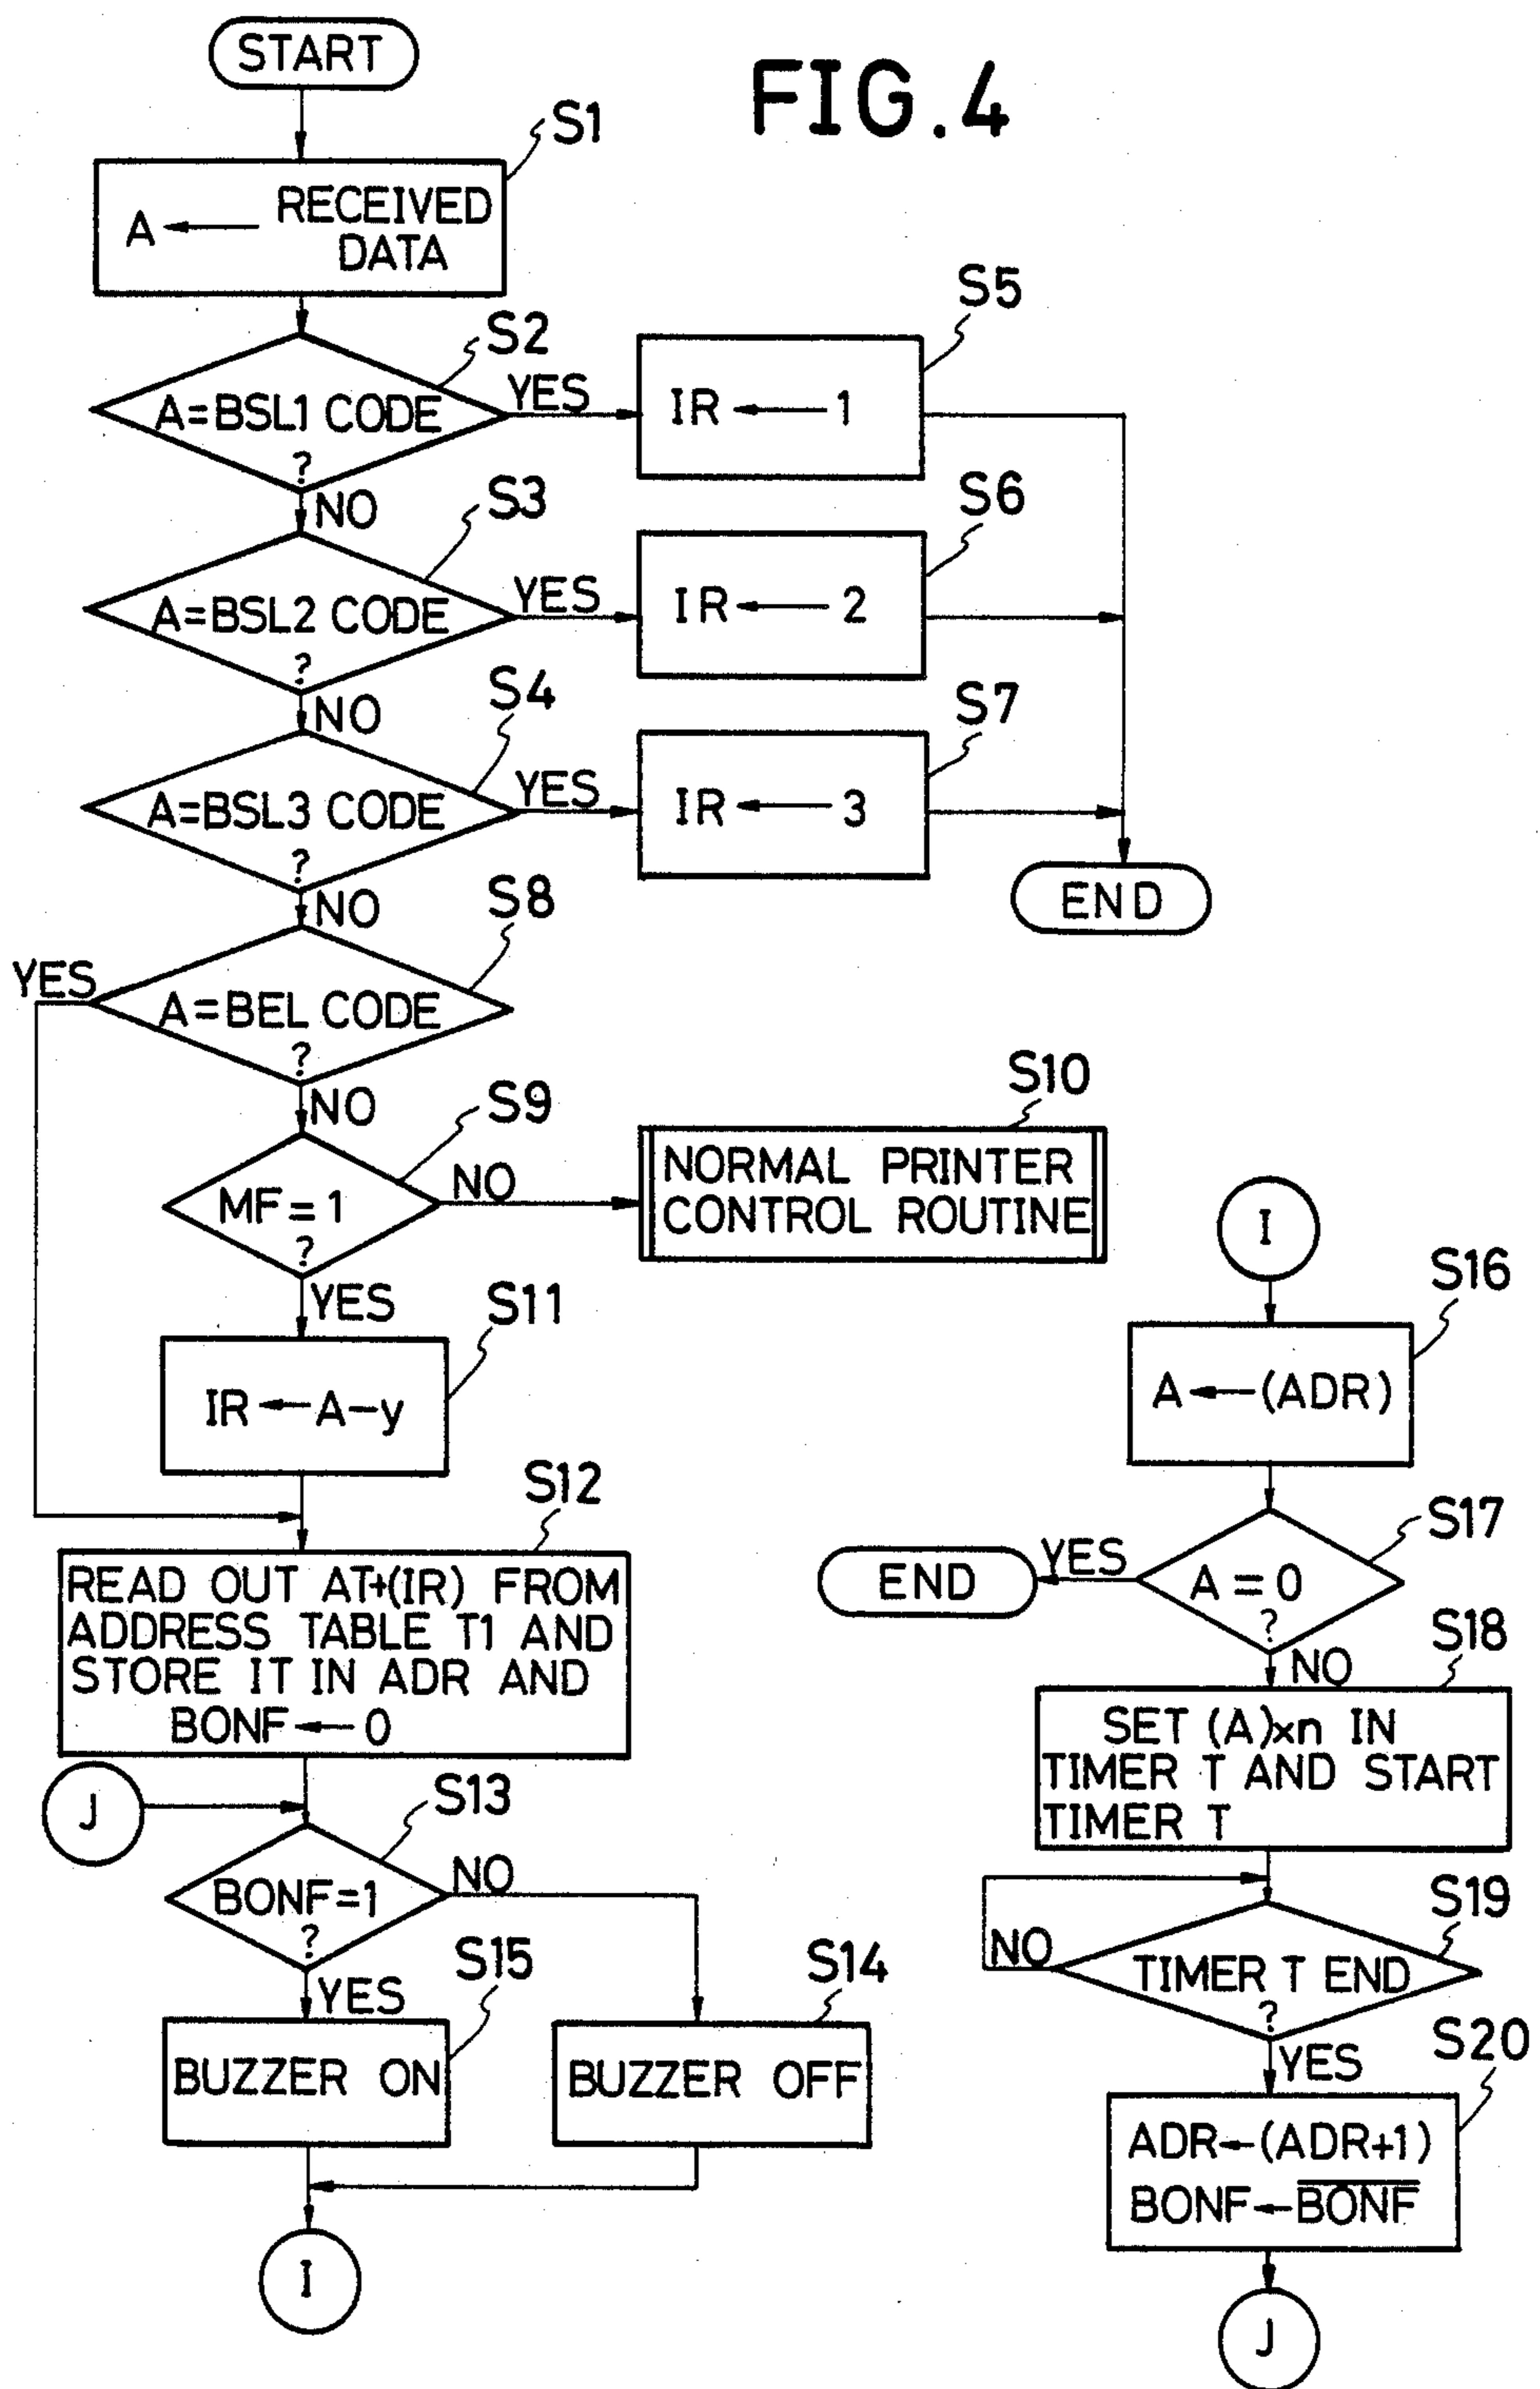 FIG.4
START
S1
A ← RECEIVED
DATA
S2
A=BSL1 CODE
?
YES
NO
S5
IR ← 1
S3
A=BSL2 CODE
?
YES
NO
S6
IR ← 2
S4
A=BSL3 CODE
?
YES
NO
S7
IR ← 3
END
S8
A=BEL CODE
?
YES
NO
S9
MF=1
?
NO
YES
S10
NORMAL PRINTER
CONTROL ROUTINE
S11
IR ← A-y
S12
READ OUT AT+(IR) FROM
ADDRESS TABLE T1 AND
STORE IT IN ADR AND
BONF ← 0
J
S13
BONF=1
?
NO
YES
S15
BUZZER ON
S14
BUZZER OFF
I
I
S16
A ← (ADR)
S17
A=0
?
YES
END
NO
S18
SET (A)xn IN
TIMER T AND START
TIMER T
S19
TIMER T END
?
NO
YES
S20
ADR ← (ADR+1)
BONF ← B̅O̅N̅F̅
J